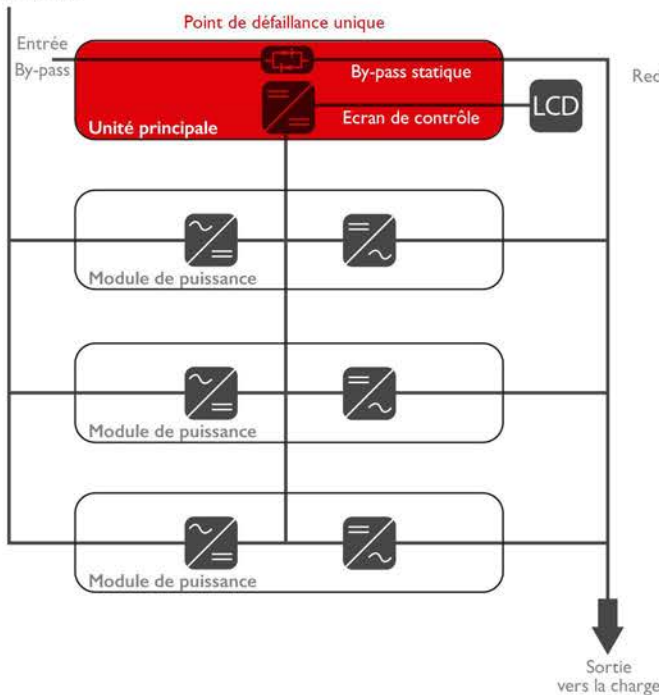 Point de défaillance unique
Entrée
By-pass
By-pass statique
LCD
Ecran de contrôle
Unité principale
Module de puissance
Module de puissance
Module de puissance
Sortie
vers la charge